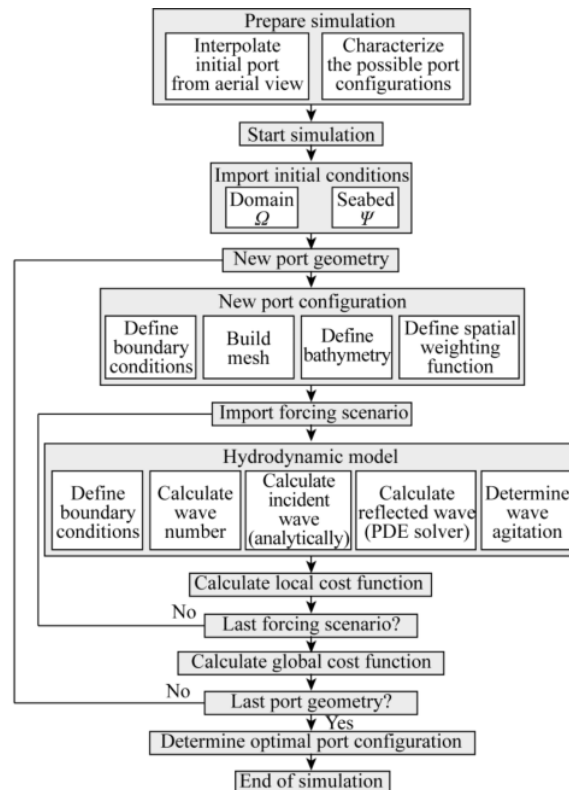 Prepare simulation
Interpolate
initial port
from aerial view
Characterize
the possible port
configurations
Start simulation
Import initial conditions
Domain
Ω
Seabed
Ψ
New port geometry
New port configuration
Define
boundary
conditions
Build
mesh
Define
bathymetry
Define spatial
weighting
function
Import forcing scenario
Hydrodynamic model
Define
boundary
conditions
Calculate
wave
number
Calculate
incident
wave
(analytically)
Calculate
reflected wave
(PDE solver)
Determine
wave
agitation
Calculate local cost function
No
Last forcing scenario?
Calculate global cost function
No
Last port geometry?
Yes
Determine optimal port configuration
End of simulation